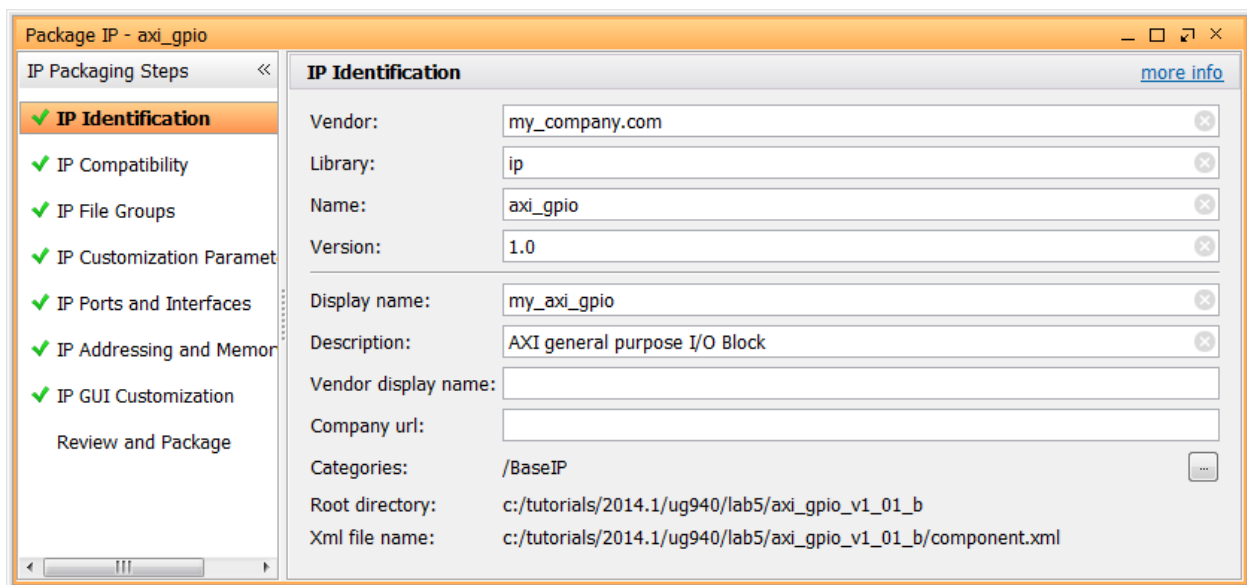 Package IP - axi_gpio
IP Packaging Steps
IP Identification
more info
IP Identification
IP Compatibility
IP File Groups
IP Customization Paramet
IP Ports and Interfaces
IP Addressing and Memor
IP GUI Customization
Review and Package
Vendor: my_company.com
Library: ip
Name: axi_gpio
Version: 1.0
Display name: my_axi_gpio
Description: AXI general purpose I/O Block
Vendor display name:
Company url:
Categories: /BaseIP
...
Root directory: c:/tutorials/2014.1/ug940/lab5/axi_gpio_v1_01_b
Xml file name: c:/tutorials/2014.1/ug940/lab5/axi_gpio_v1_01_b/component.xml